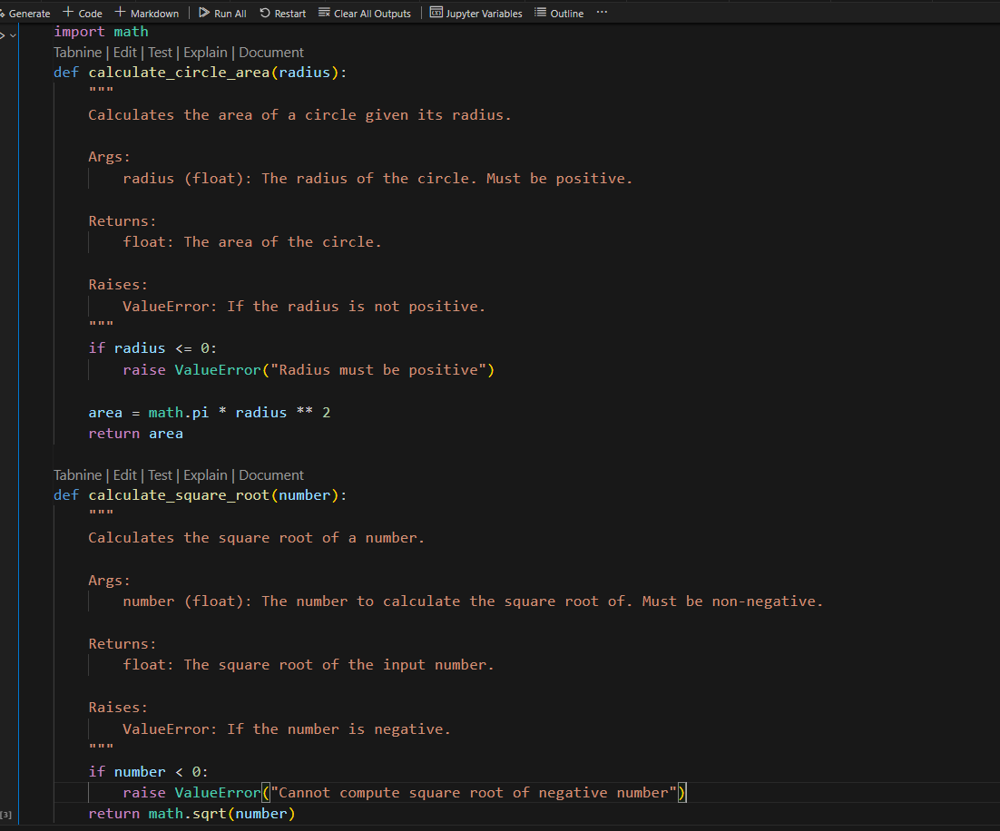 Generate + Code + Markdown | Run All Restart Clear All Outputs | Jupyter Variables Outline ...
import math
Tabnine | Edit | Test | Explain | Document
def calculate_circle_area(radius):
    """
    Calculates the area of a circle given its radius.

    Args:
        radius (float): The radius of the circle. Must be positive.

    Returns:
        float: The area of the circle.

    Raises:
        ValueError: If the radius is not positive.
    """
    if radius <= 0:
        raise ValueError("Radius must be positive")

    area = math.pi * radius ** 2
    return area

Tabnine | Edit | Test | Explain | Document
def calculate_square_root(number):
    """
    Calculates the square root of a number.

    Args:
        number (float): The number to calculate the square root of. Must be non-negative.

    Returns:
        float: The square root of the input number.

    Raises:
        ValueError: If the number is negative.
    """
    if number < 0:
        raise ValueError("Cannot compute square root of negative number")
[3]     return math.sqrt(number)